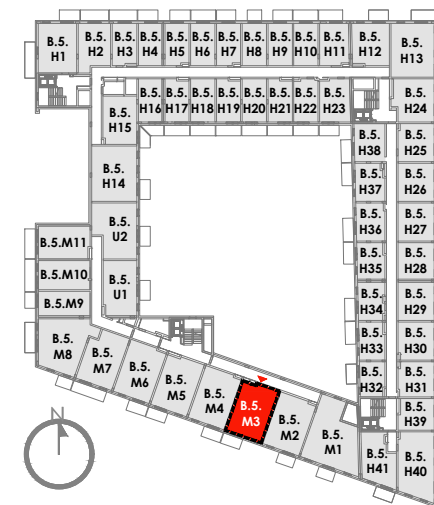 B.5.
H1
B.5.
H2
B.5.
H3
B.5.
H4
B.5.
H5
B.5.
H6
B.5.
H7
B.5.
H8
B.5.
H9
B.5.
H10
B.5.
H11
B.5.
H12
B.5.
H13
B.5.
H16
B.5.
H17
B.5.
H18
B.5.
H19
B.5.
H20
B.5.
H21
B.5.
H22
B.5.
H23
B.5.
H24
B.5.
H15
B.5.
H38
B.5.
H25
B.5.
H14
B.5.
H37
B.5.
H26
B.5.
U2
B.5.
H36
B.5.
H27
B.5.M11
B.5.
H35
B.5.
H28
B.5.M10
B.5.
U1
B.5.
H34
B.5.
H29
B.5.M9
B.5.
H33
B.5.
H30
B.5.
M8
B.5.
M7
B.5.
M6
B.5.
M5
B.5.
M4
B.5.
M3
B.5.
M2
B.5.
M1
B.5.
H32
B.5.
H31
B.5.
H39
B.5.
H41
B.5.
H40
N